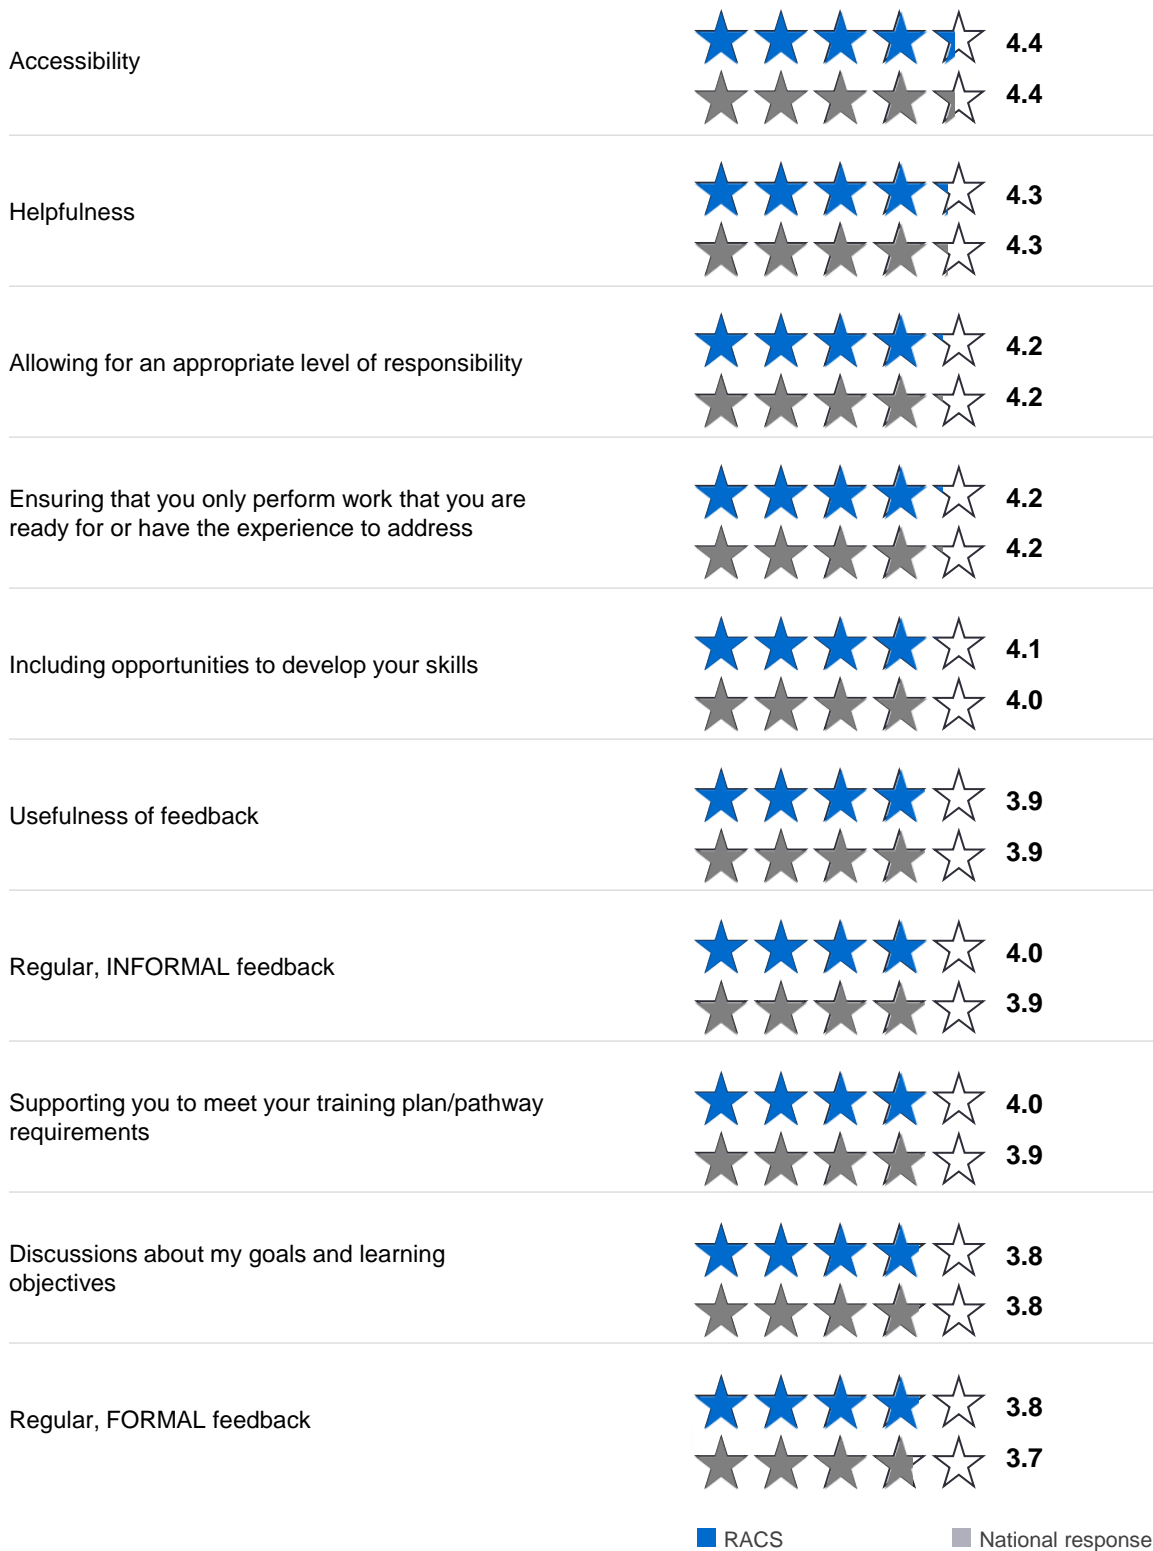 Accessibility
4.4
4.4
Helpfulness
4.3
4.3
Allowing for an appropriate level of responsibility
4.2
4.2
Ensuring that you only perform work that you are
ready for or have the experience to address
4.2
4.2
Including opportunities to develop your skills
4.1
4.0
Usefulness of feedback
3.9
3.9
Regular, INFORMAL feedback
4.0
3.9
Supporting you to meet your training plan/pathway
requirements
4.0
3.9
Discussions about my goals and learning
objectives
3.8
3.8
Regular, FORMAL feedback
3.8
3.7
RACS
National response